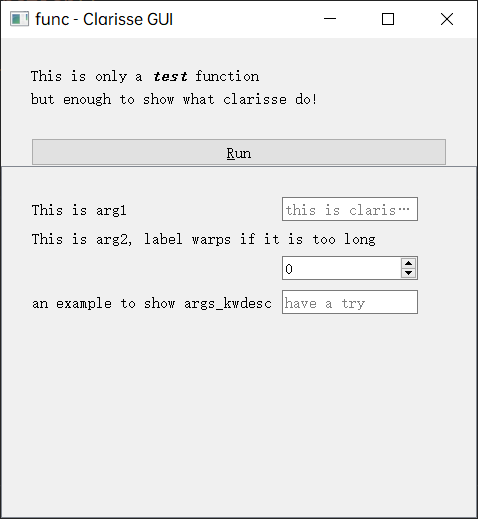 func - Clarisse GUI
This is only a test function
but enough to show what clarisse do!
Run
This is arg1 this is claris…
This is arg2, label warps if it is too long
0
an example to show args_kwdesc have a try